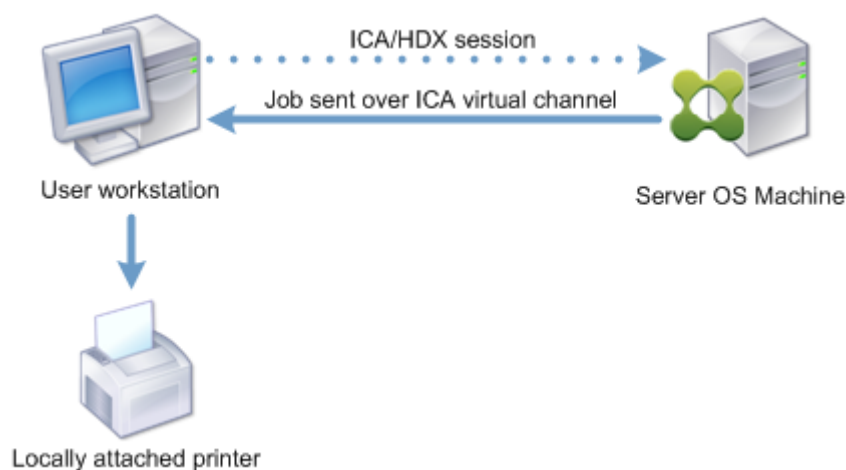 ICA/HDX session
Job sent over ICA virtual channel
User workstation
Server OS Machine
Locally attached printer